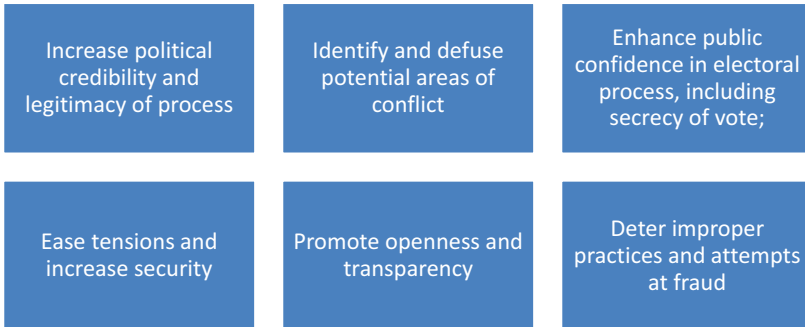 Increase political
credibility and
legitimacy of process
Identify and defuse
potential areas of
conflict
Enhance public
confidence in electoral
process, including
secrecy of vote;
Ease tensions and
increase security
Promote openness and
transparency
Deter improper
practices and attempts
at fraud